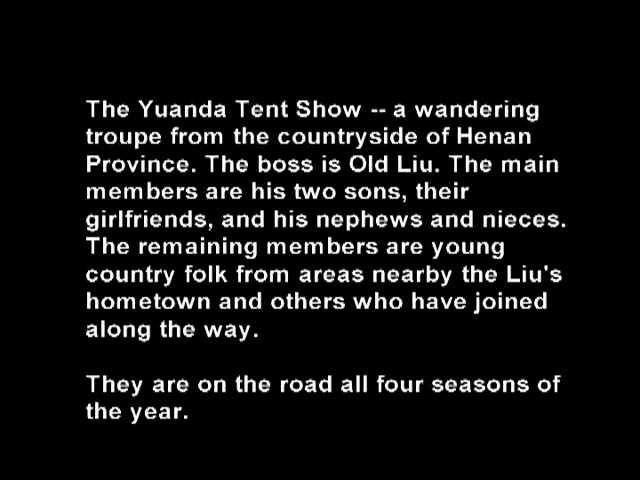 The Yuanda Tent Show -- a wandering
troupe from the countryside of Henan
Province. The boss is Old Liu. The main
members are his two sons, their
girlfriends, and his nephews and nieces.
The remaining members are young
country folk from areas nearby the Liu's
hometown and others who have joined
along the way.
They are on the road all four seasons of
the year.